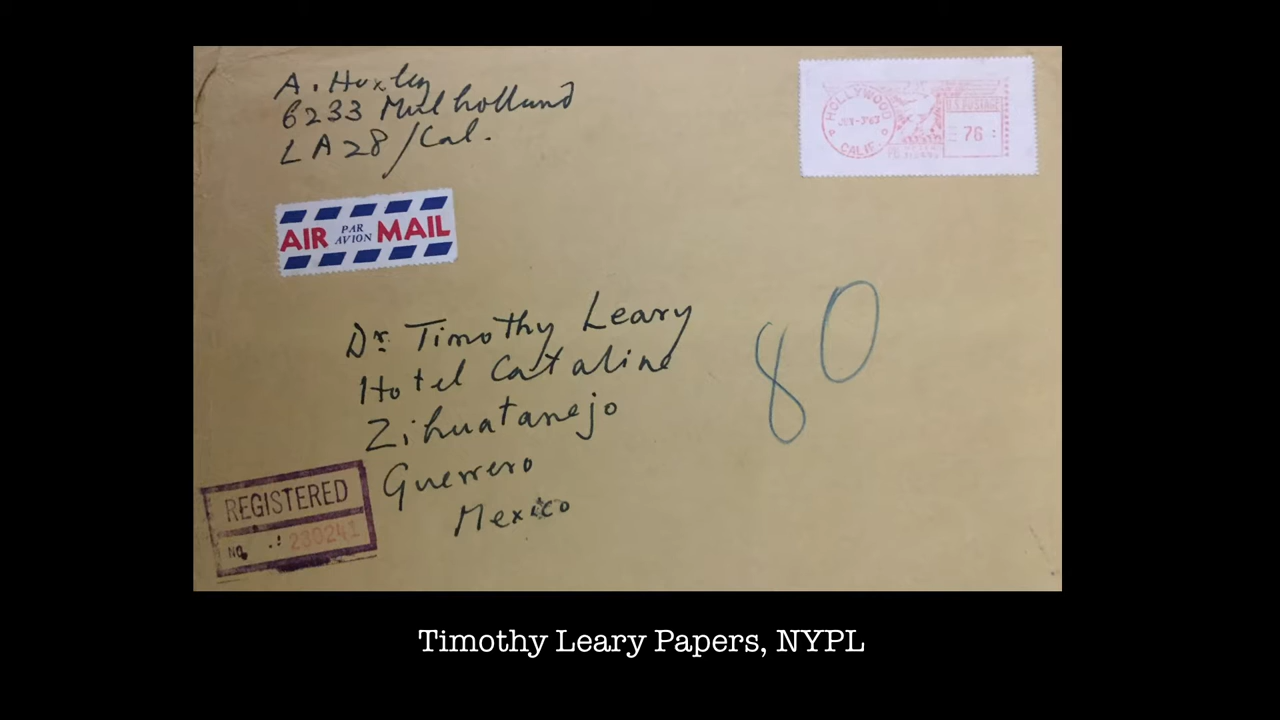 A. Huxley
6233 Mulholland
LA 28 / Cal.
HOLLYWOOD
CALIF.
U.S. POSTAGE
76
AIR PAR AVION MAIL
Dr. Timothy Leary
Hotel Catalina
Zihuatanejo
Guerrero
Mexico
80
REGISTERED
NO. 230241
Timothy Leary Papers, NYPL